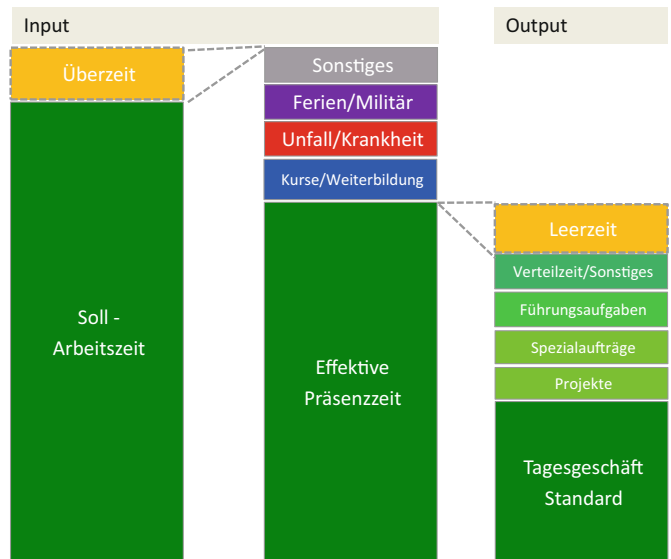 Input
Output
Überzeit
Soll -
Arbeitszeit
Sonstiges
Ferien/Militär
Unfall/Krankheit
Kurse/Weiterbildung
Effektive
Präsenzzeit
Leerzeit
Verteilzeit/Sonstiges
Führungsaufgaben
Spezialaufträge
Projekte
Tagesgeschäft
Standard